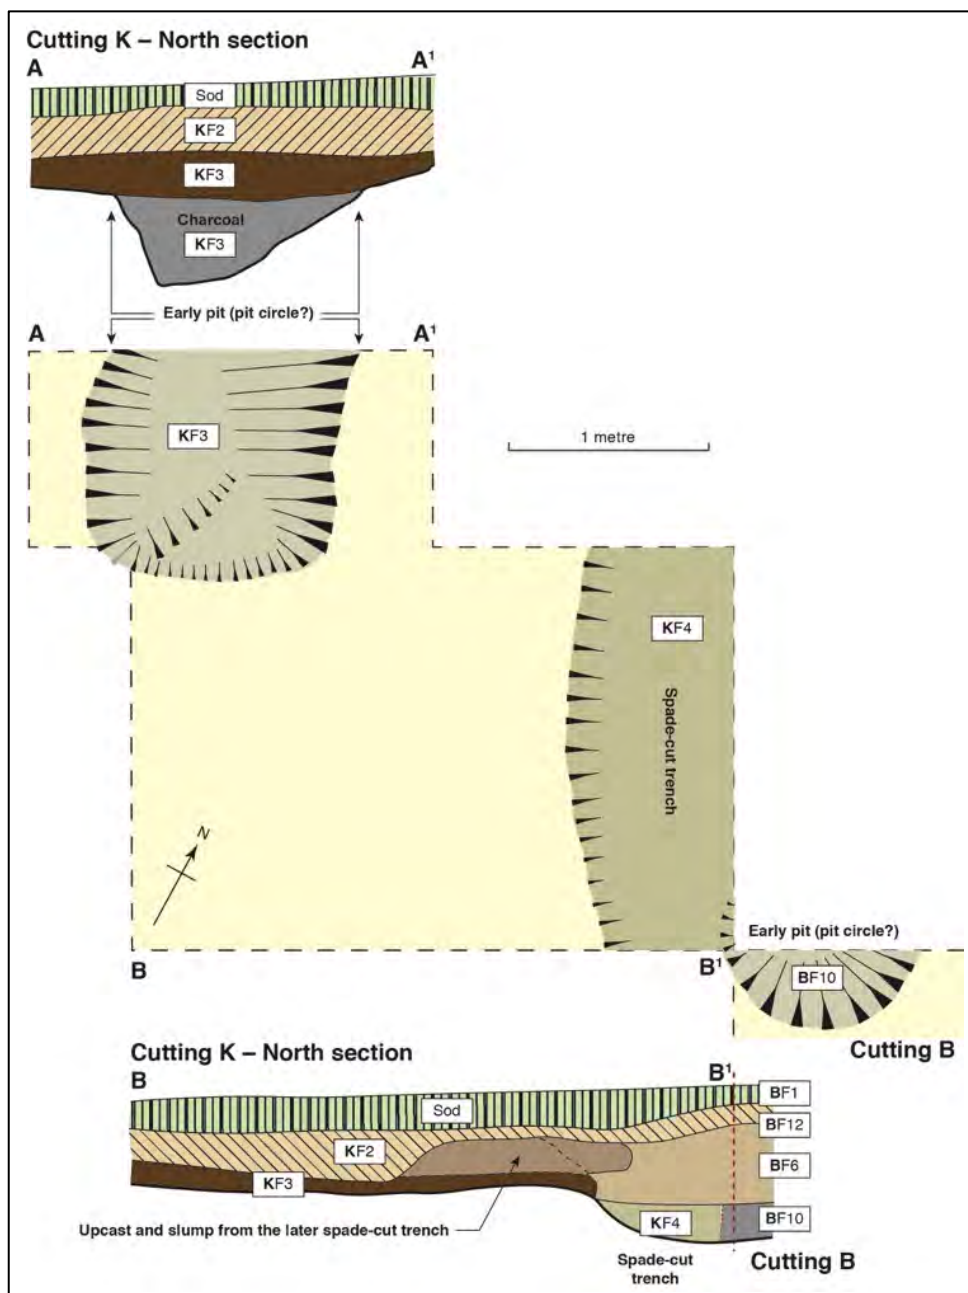 Cutting K – North section
A
A¹
Sod
KF2
KF3
Charcoal
KF3
Early pit (pit circle?)
A
A¹
KF3
1 metre
KF4
Spade-cut trench
N
Early pit (pit circle?)
B
B¹
BF10
Cutting B
Cutting K – North section
B
B¹
BF1
Sod
BF12
KF2
BF6
KF3
KF4
BF10
Upcast and slump from the later spade-cut trench
Spade-cut
trench
Cutting B